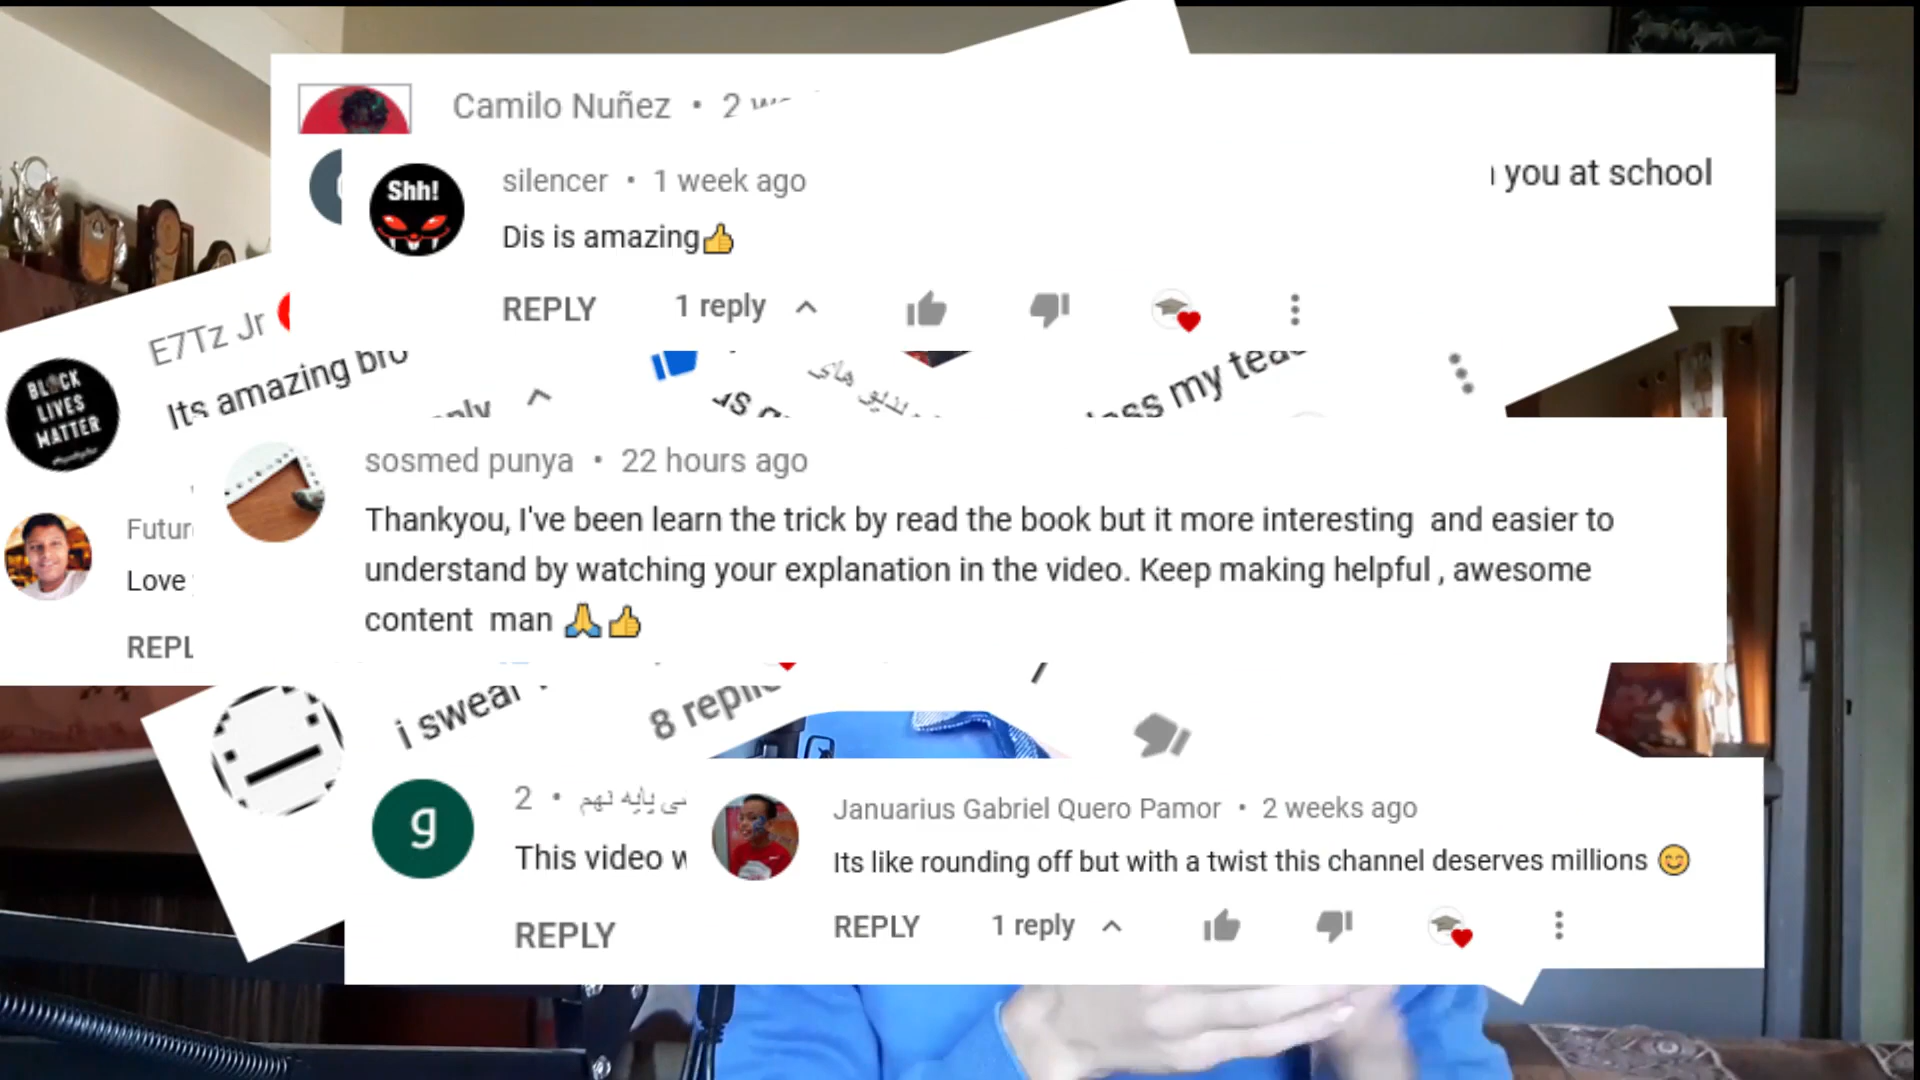 Camilo Nuñez • 2
you at school
Shh!
silencer • 1 week ago
Dis is amazing👍
REPLY 1 reply
E7Tz Jr
Its amazing bro
BLACK
LIVES
MATTER
my
sosmed punya • 22 hours ago
Thankyou, I've been learn the trick by read the book but it more interesting and easier to
understand by watching your explanation in the video. Keep making helpful , awesome
content man 🙏👍
Love
i swear
8
g
2 •
This video
REPLY
Januarius Gabriel Quero Pamor • 2 weeks ago
Its like rounding off but with a twist this channel deserves millions 😊
REPLY 1 reply